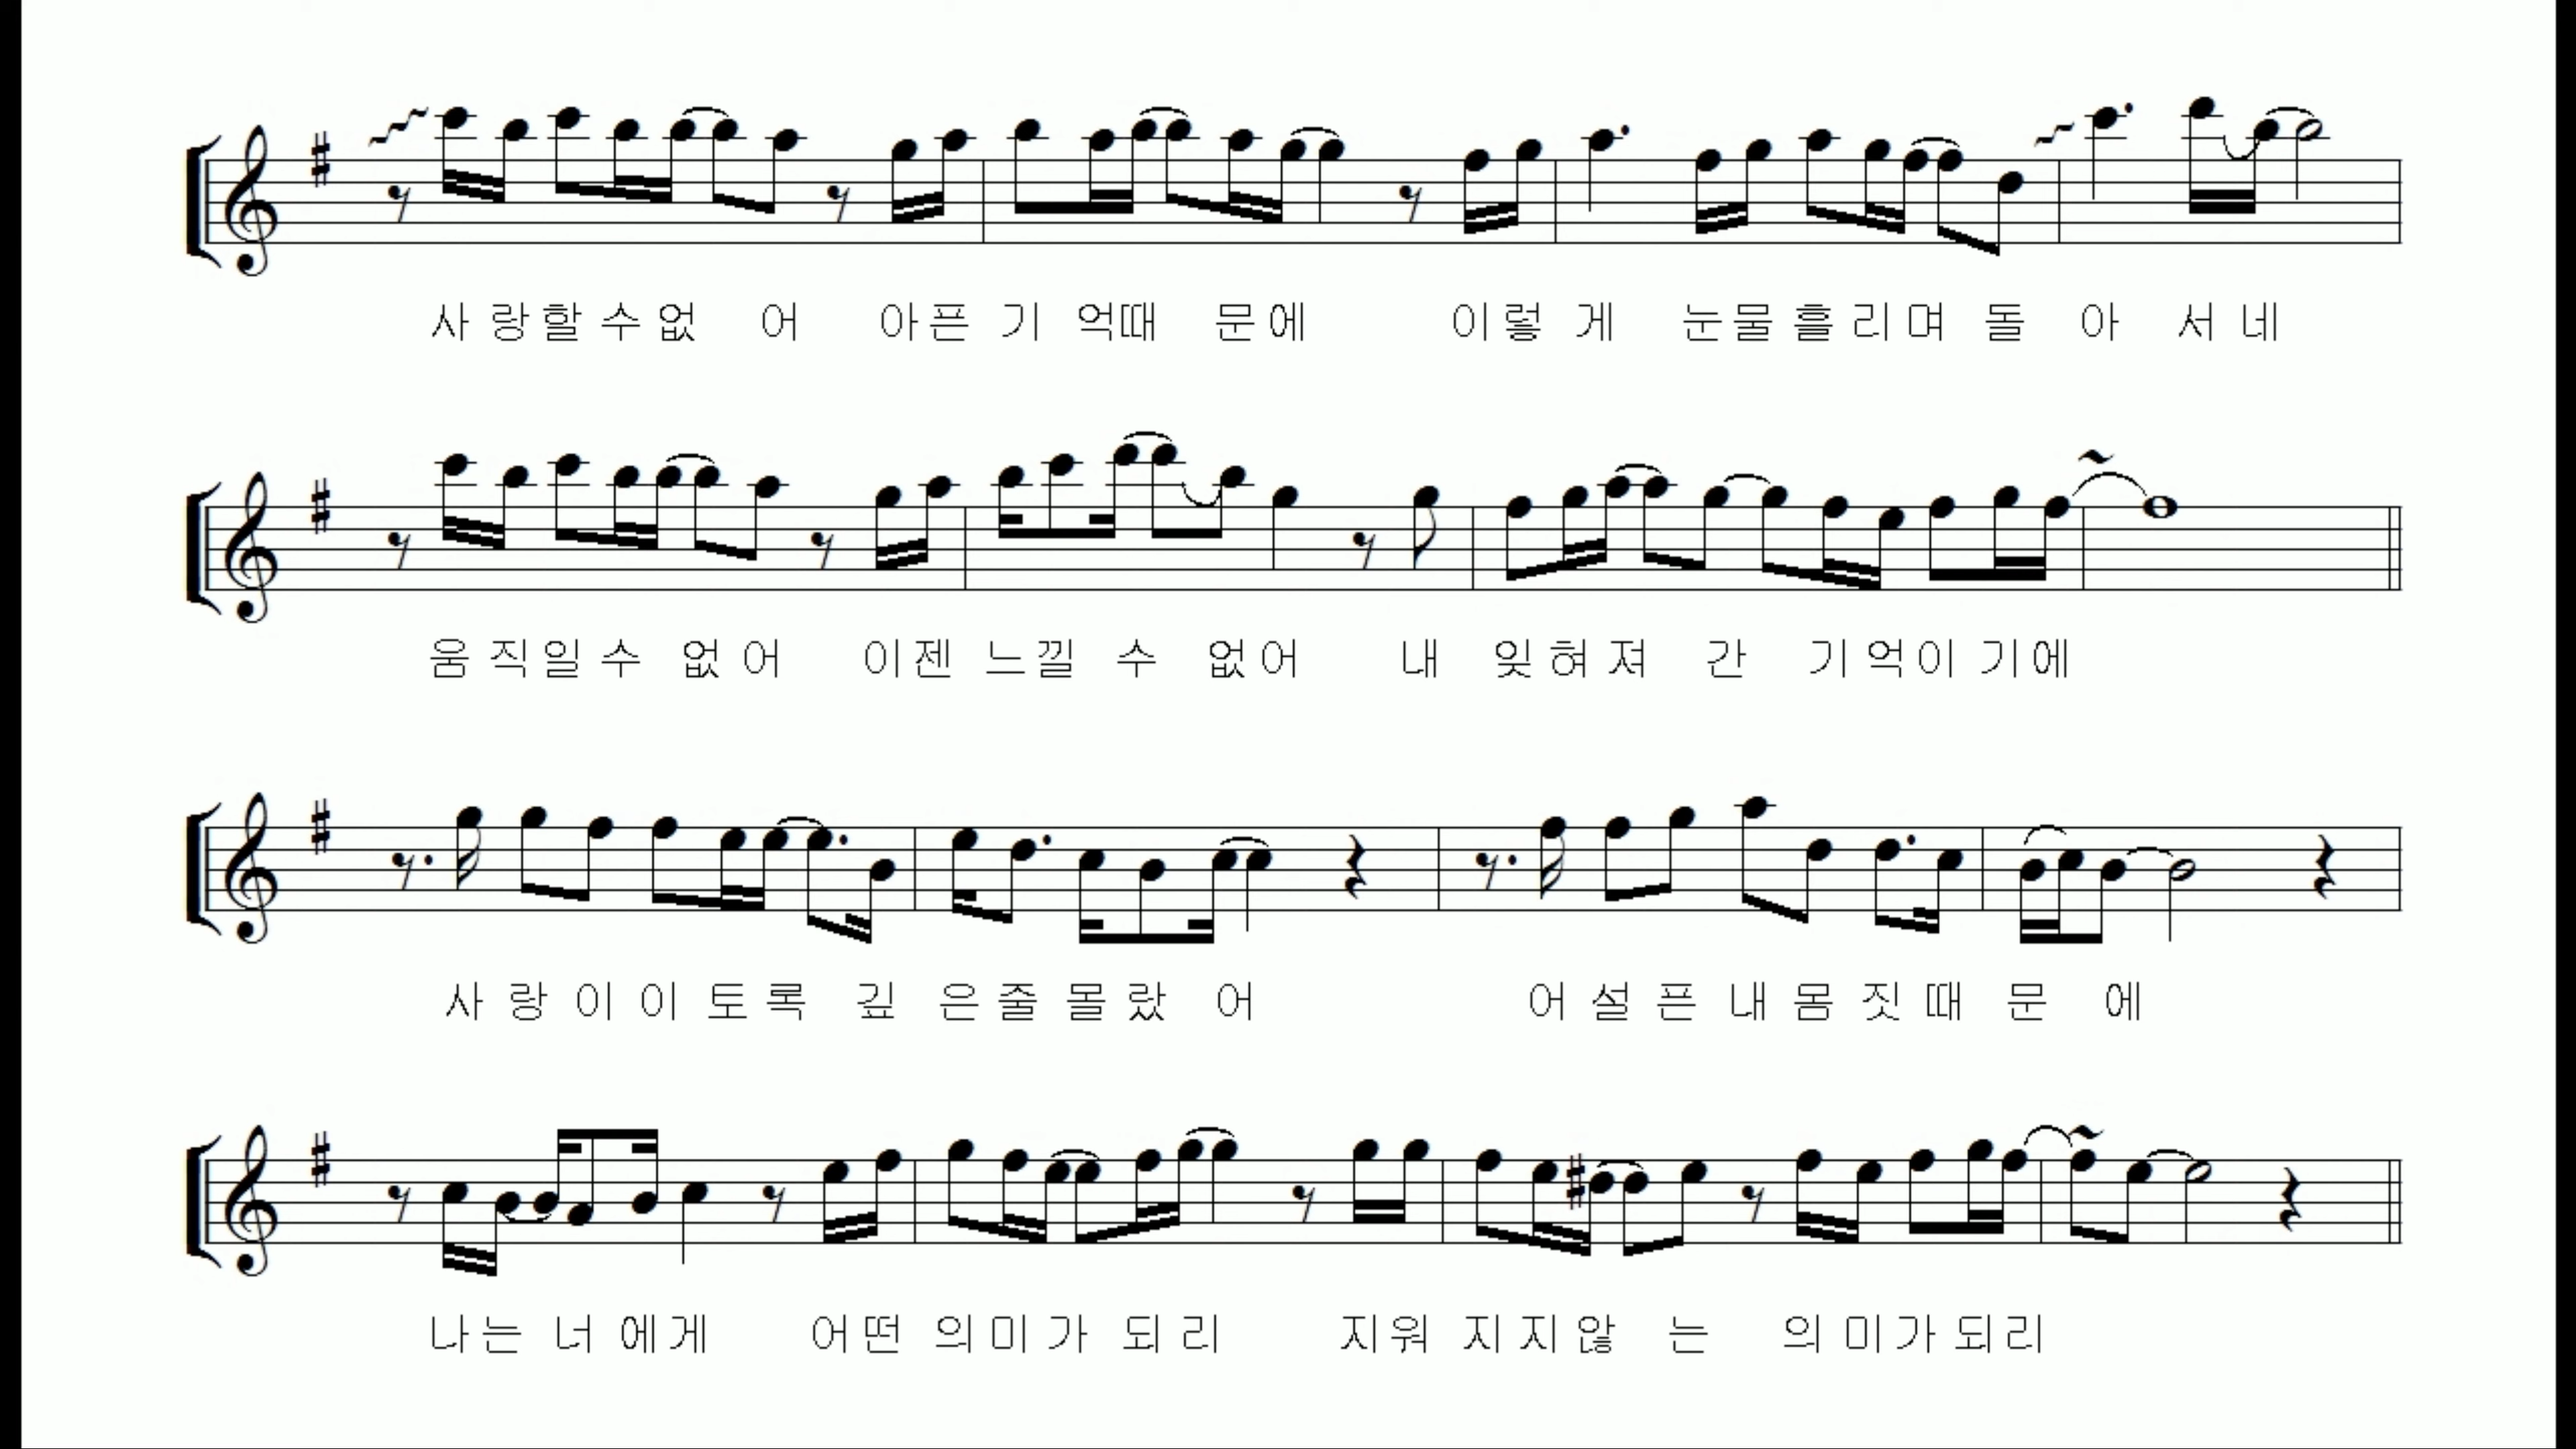 사랑할수없 어 아픈 기 억때 문에 이렇 게 눈물흘리며 돌 아 서 네
움직일수 없어 이젠 느낄 수 없어 내 잊혀져 간 기억이 기에
사 랑 이 이 토 록 깊 은줄 몰 랐 어 어 설 픈 내 몸 짓 때 문 에
나는 너 에게 어떤 의미가 되 리 지워 지지않 는 의 미가 되리